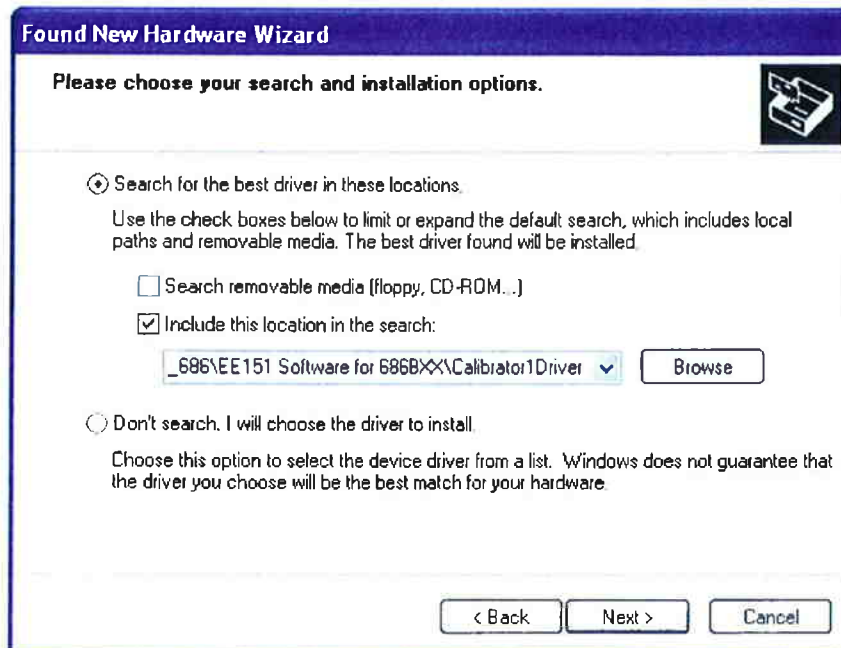 Found New Hardware Wizard
Please choose your search and installation options.
Search for the best driver in these locations.
Use the check boxes below to limit or expand the default search, which includes local
paths and removable media. The best driver found will be installed.
Search removable media (floppy, CD-ROM...)
Include this location in the search:
_686\EE151 Software for 686BXX\Calibrator1Driver
Browse
Don't search. I will choose the driver to install.
Choose this option to select the device driver from a list. Windows does not guarantee that
the driver you choose will be the best match for your hardware.
< Back
Next >
Cancel